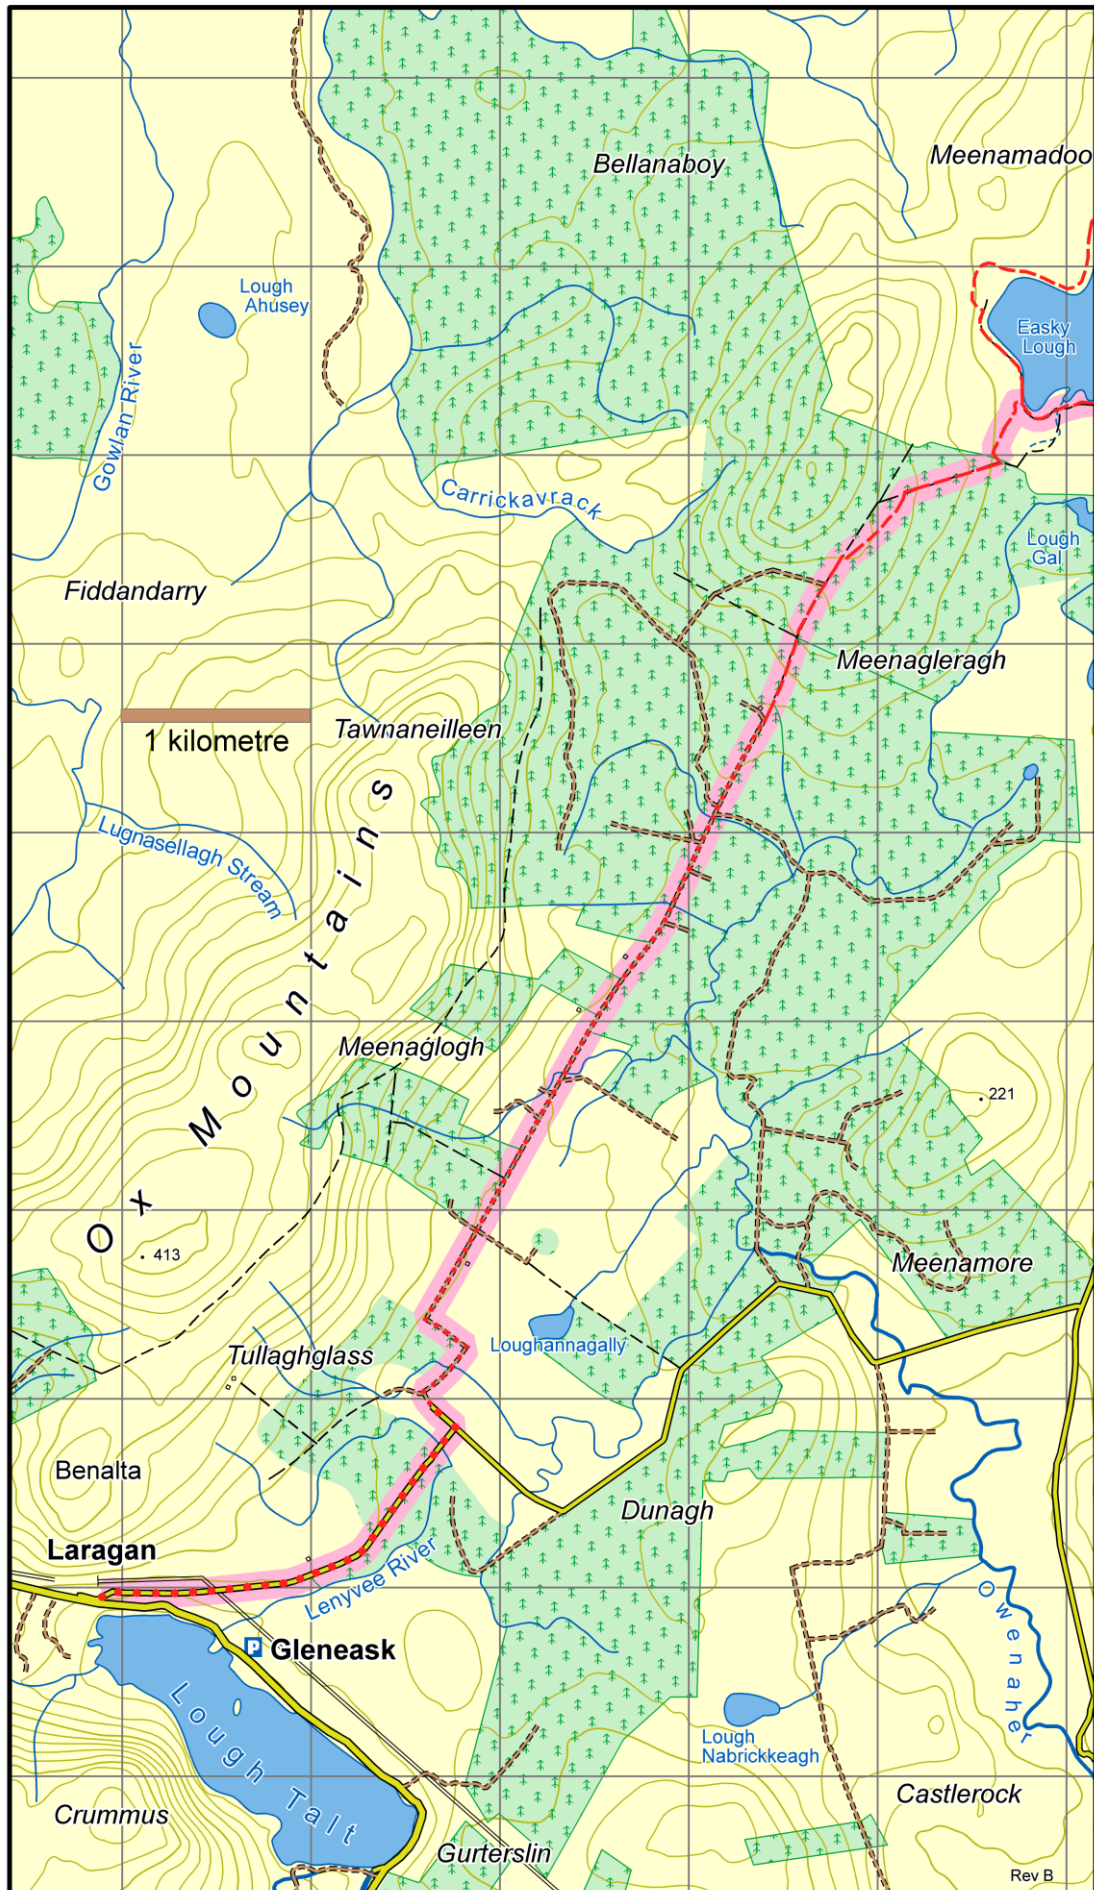 Bellanaboy
Meenamadoo
Lough
Ahusey
Easky
Lough
Gowlan River
Carrickavrack
Lough
Gal
Fiddandarry
Meenagleragh
Tawnaneilleen
1 kilometre
Lugnasellagh Stream
Ox Mountains
Meenaglogh
221
413
Meenamore
Loughannagally
Tullaghglass
Benalta
Dunagh
Laragan
Lenyvee River
P Gleneask
Owenaher
Lough Talt
Lough
Nabrickkeagh
Castlerock
Crummus
Gurterslin
Rev B